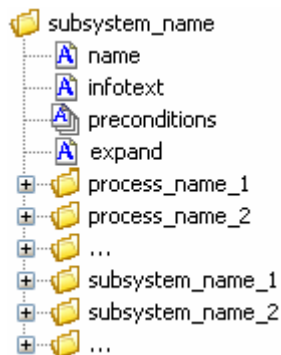 subsystem_name
name
infotext
preconditions
expand
process_name_1
process_name_2
...
subsystem_name_1
subsystem_name_2
...